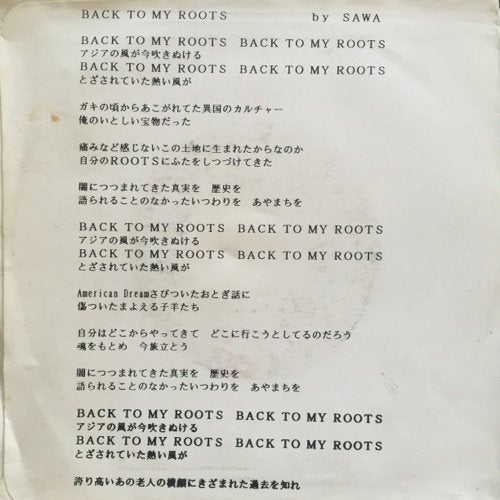 BACK TO MY ROOTS by SAWA
BACK TO MY ROOTS BACK TO MY ROOTS
アジアの風が今吹きぬける
BACK TO MY ROOTS BACK TO MY ROOTS
とざされていた熱い風が
ガキの頃からあこがれてた異国のカルチャー
俺のいとしい宝物だった
痛みなど感じないこの土地に生まれたからなのか
自分のROOTSにふたをしつづけてきた
闇につつまれてきた真実を 歴史を
語られることのなかったいつわりを あやまちを
BACK TO MY ROOTS BACK TO MY ROOTS
アジアの風が今吹きぬける
BACK TO MY ROOTS BACK TO MY ROOTS
とざされていた熱い風が
American Dreamさびついたおとぎ話に
傷ついたまよえる子羊たち
自分はどこからやってきて どこに行こうとしてるのだろう
魂をもとめ 今旅立とう
闇につつまれてきた真実を 歴史を
語られることのなかったいつわりを あやまちを
BACK TO MY ROOTS BACK TO MY ROOTS
アジアの風が今吹きぬける
BACK TO MY ROOTS BACK TO MY ROOTS
とざされていた熱い風が
誇り高いあの老人の横顔にきざまれた過去を知れ